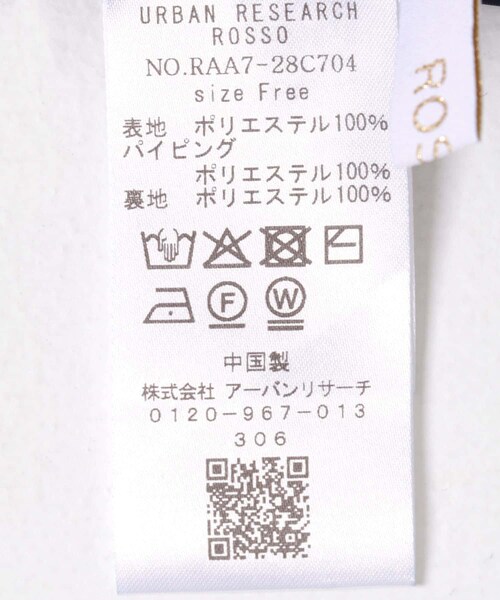 URBAN RESEARCH
ROSSO
NO.RAA7-28C704
size Free
表地 ポリエステル100%
パイピング
ポリエステル100%
裏地 ポリエステル100%
F W
中国製
株式会社 アーバンリサーチ
0120-967-013
306
ROS